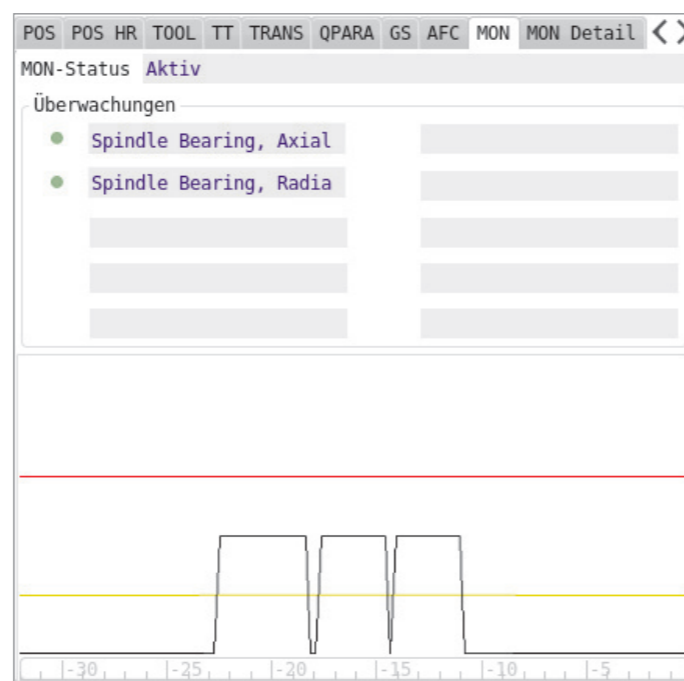 POS POS HR TOOL TT TRANS QPARA GS AFC MON MON Detail
MON-Status Aktiv
Überwachungen
Spindle Bearing, Axial
Spindle Bearing, Radia
-30 -25 -20 -15 -10 -5